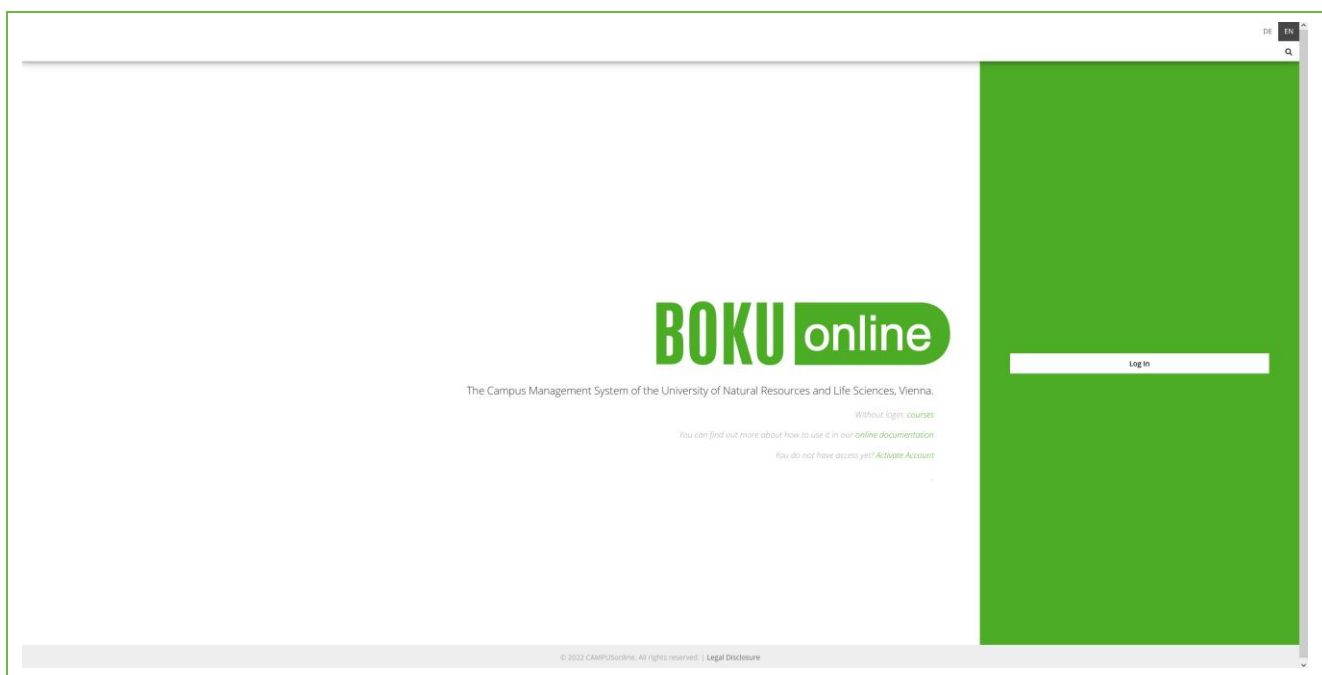 DE EN
BOKU online
Log In
The Campus Management System of the University of Natural Resources and Life Sciences, Vienna.
Without login: courses
You can find out more about how to use it in our online documentation
You do not have access yet? Activate Account
.
© 2022 CAMPUSonline. All rights reserved. | Legal Disclosure